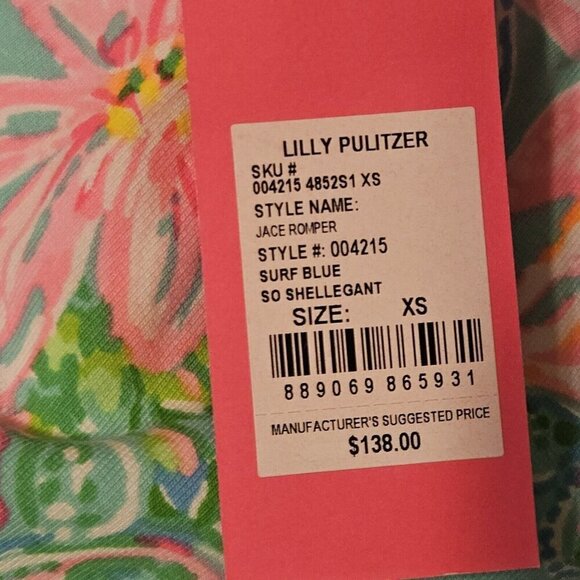 LILLY PULITZER
SKU #
004215 4852S1 XS
STYLE NAME:
JACE ROMPER
STYLE #: 004215
SURF BLUE
SO SHELLEGANT
SIZE: XS
889069 865931
MANUFACTURER'S SUGGESTED PRICE
$138.00